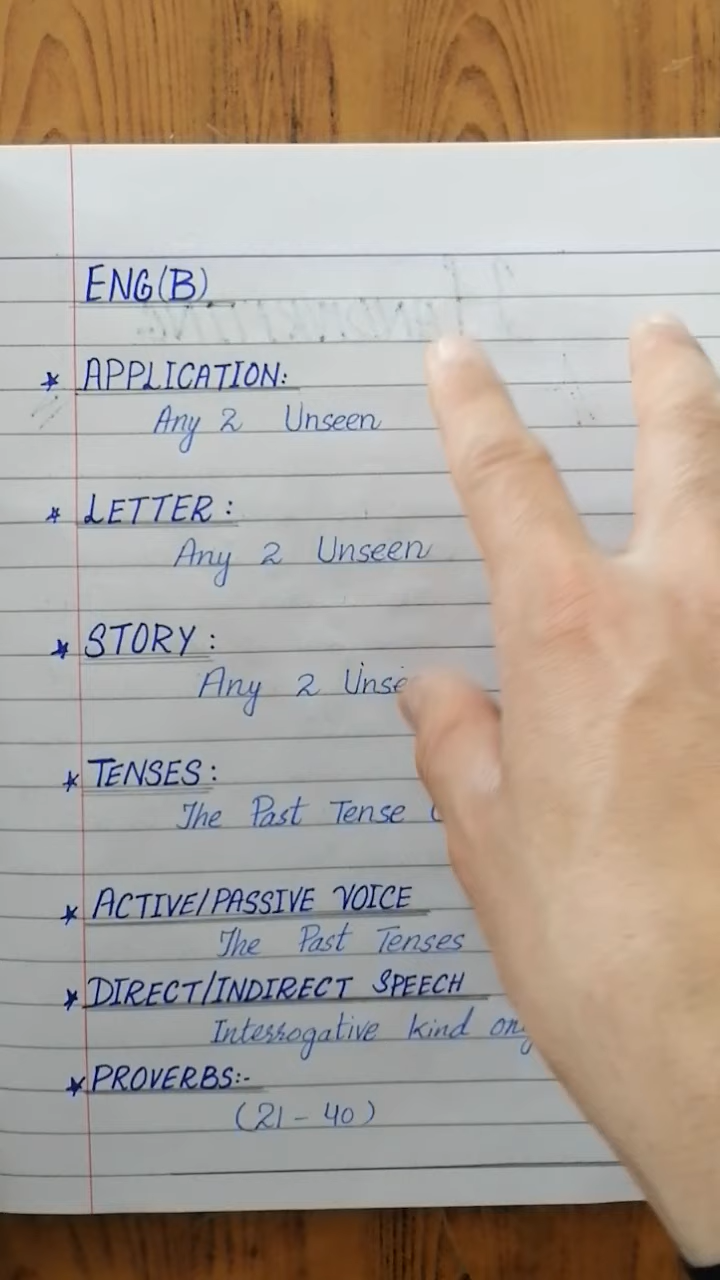 ENG(B)
* APPLICATION:
Any 2 Unseen
* LETTER:
Any 2 Unseen
* STORY:
Any 2
* TENSES:
The Past Tense
* ACTIVE/PASSIVE VOICE
The Past Tenses
* DIRECT/INDIRECT SPEECH
Interrogative kind
* PROVERBS:-
(21-40)